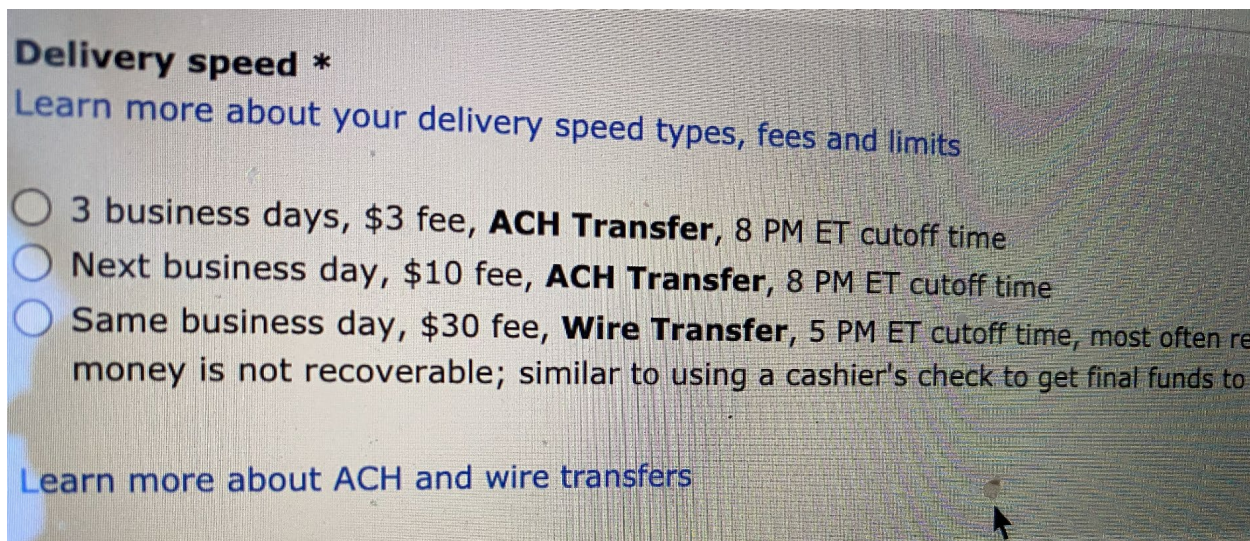 Delivery speed *
Learn more about your delivery speed types, fees and limits
3 business days, $3 fee, ACH Transfer, 8 PM ET cutoff time
Next business day, $10 fee, ACH Transfer, 8 PM ET cutoff time
Same business day, $30 fee, Wire Transfer, 5 PM ET cutoff time, most often
money is not recoverable; similar to using a cashier's check to get final funds to
Learn more about ACH and wire transfers